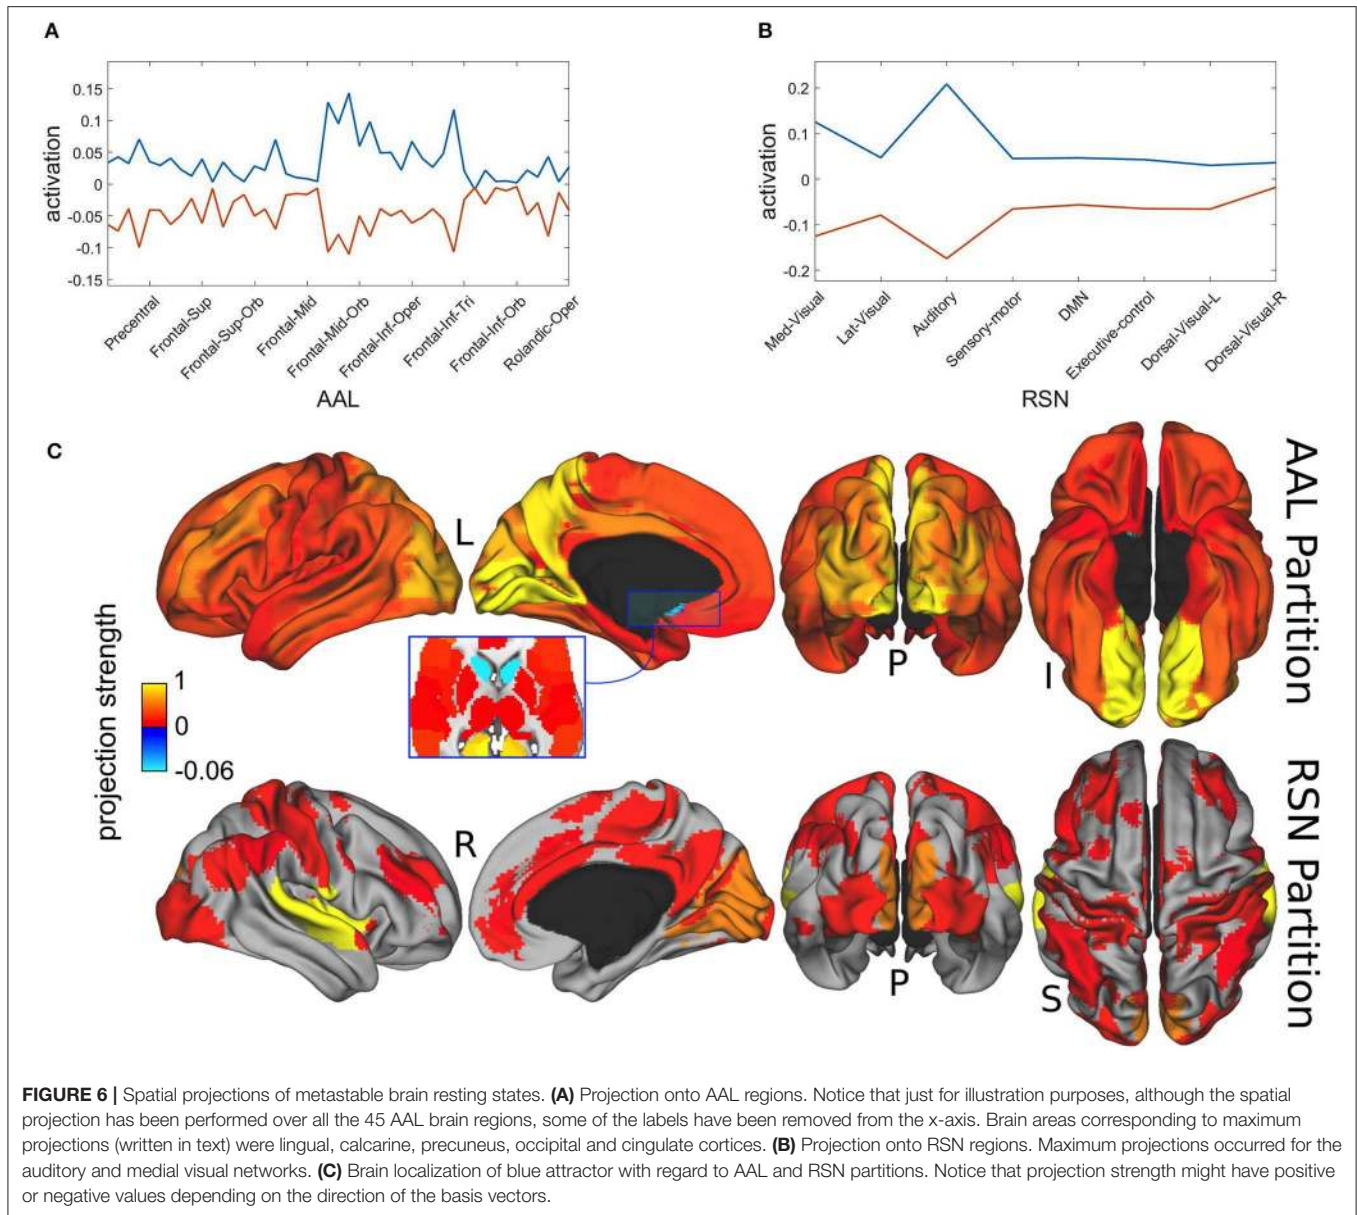 A
B
0.15
0.1
0.05
0
-0.05
-0.1
-0.15
activation
Precentral
Frontal-Sup
Frontal-Sup-Orb
Frontal-Mid
Frontal-Mid-Orb
Frontal-Inf-Oper
Frontal-Inf-Tri
Frontal-Inf-Orb
Rolandic-Oper
AAL
0.2
0.1
0
-0.1
-0.2
activation
Med-Visual
Lat-Visual
Auditory
Sensory-motor
DMN
Executive-control
Dorsal-Visual-L
Dorsal-Visual-R
RSN
C
L
P
I
AAL Partition
projection strength
1
0
-0.06
R
P
S
RSN Partition
FIGURE 6 | Spatial projections of metastable brain resting states. (A) Projection onto AAL regions. Notice that just for illustration purposes, although the spatial
projection has been performed over all the 45 AAL brain regions, some of the labels have been removed from the x-axis. Brain areas corresponding to maximum
projections (written in text) were lingual, calcarine, precuneus, occipital and cingulate cortices. (B) Projection onto RSN regions. Maximum projections occurred for the
auditory and medial visual networks. (C) Brain localization of blue attractor with regard to AAL and RSN partitions. Notice that projection strength might have positive
or negative values depending on the direction of the basis vectors.